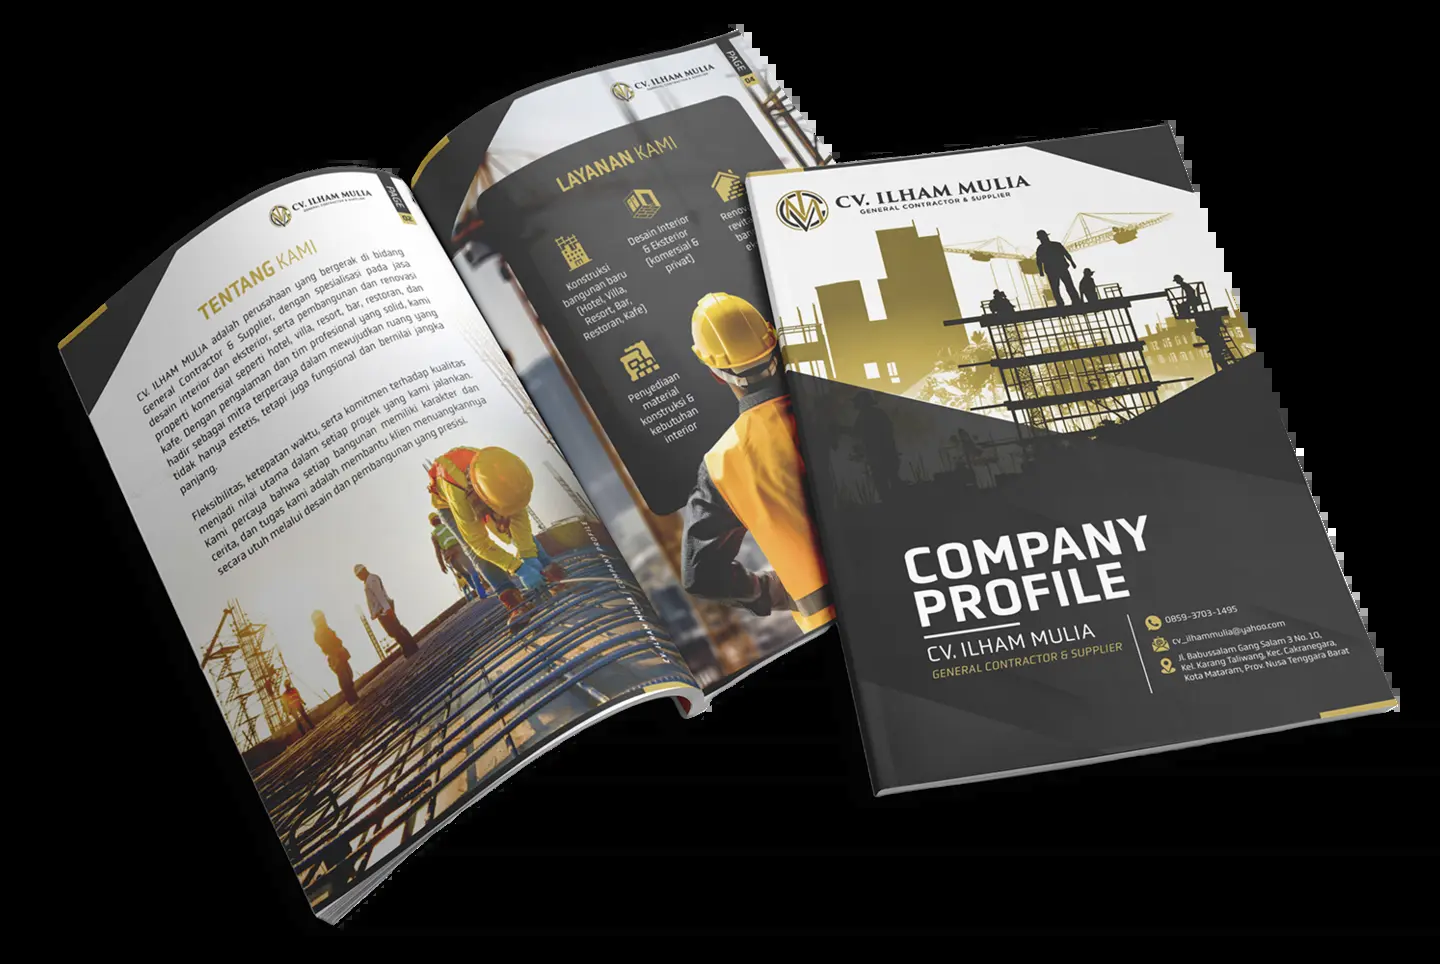 CV. ILHAM MULIA
GENERAL CONTRACTOR & SUPPLIER
PAGE
02
TENTANG KAMI
CV. ILHAM MULIA adalah perusahaan yang bergerak di bidang
General Contractor & Supplier, dengan spesialisasi pada jasa
desain interior dan eksterior, serta pembangunan dan renovasi
properti komersial seperti hotel, villa, resort, bar, restoran, dan
kafe. Dengan pengalaman dan tim profesional yang solid, kami
hadir sebagai mitra terpercaya dalam mewujudkan ruang yang
tidak hanya estetis, tetapi juga fungsional dan bernilai jangka
panjang.
Fleksibilitas, ketepatan waktu, serta komitmen terhadap kualitas
menjadi nilai utama dalam setiap proyek yang kami jalankan.
Kami percaya bahwa setiap bangunan memiliki karakter dan
cerita, dan tugas kami adalah membantu klien menuangkannya
secara utuh melalui desain dan pembangunan yang presisi.
COMPANY PROFILE
CV. ILHAM MULIA
CV. ILHAM MULIA
GENERAL CONTRACTOR & SUPPLIER
PAGE
04
LAYANAN KAMI
Konstruksi
bangunan baru
(Hotel, Villa,
Resort, Bar,
Restoran, Kafe)
Desain Interior
& Eksterior
(komersial &
privat)
Penyediaan
material
konstruksi &
kebutuhan
interior
CV. ILHAM MULIA
GENERAL CONTRACTOR & SUPPLIER
COMPANY
PROFILE
CV. ILHAM MULIA
GENERAL CONTRACTOR & SUPPLIER
0859-3703-1495
cv_ilhammulia@yahoo.com
Jl. Babussalam Gang Salam 3 No. 10,
Kel. Karang Taliwang, Kec. Cakranegara,
Kota Mataram, Prov. Nusa Tenggara Barat